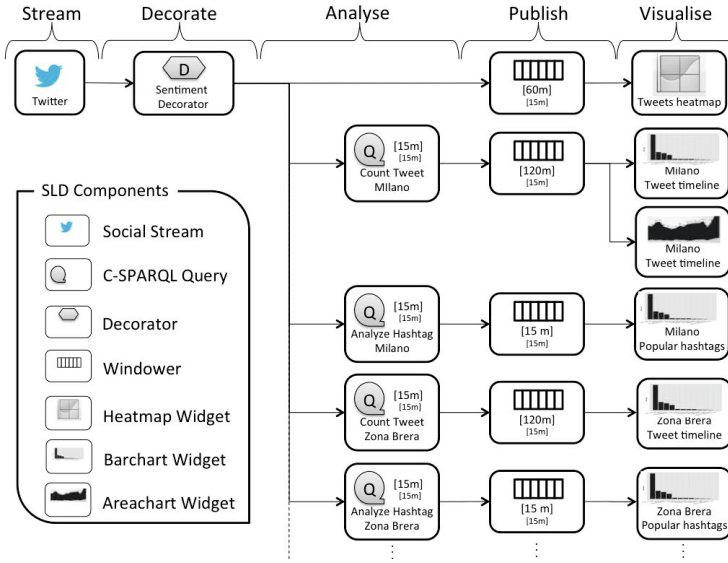 Stream
Decorate
Analyse
Publish
Visualise
Twitter
D
Sentiment
Decorator
[60m]
[15m]
Tweets heatmap
Q
[15m]
[15m]
Count Tweet
MIlano
[120m]
[15m]
Milano
Tweet timeline
Milano
Tweet timeline
Q
[15m]
[15m]
Analyze Hashtag
Milano
[15 m]
[15m]
Milano
Popular hashtags
Q
[15m]
[15m]
Count Tweet
Zona Brera
[120m]
[15m]
Zona Brera
Tweet timeline
Q
[15m]
[15m]
Analyze Hashtag
Zona Brera
[15 m]
[15m]
Zona Brera
Popular hashtags
SLD Components
Social Stream
Q
C-SPARQL Query
Decorator
Windower
Heatmap Widget
Barchart Widget
Areachart Widget